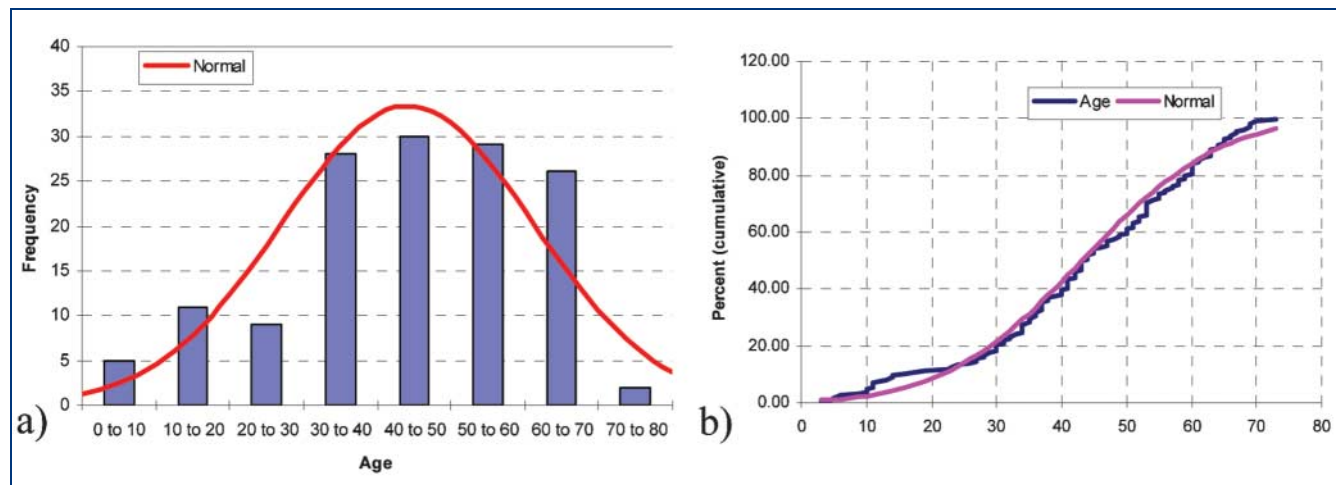 40
35
30
25
20
15
10
5
0
Frequency
Normal
0 to 10 10 to 20 20 to 30 30 to 40 40 to 50 50 to 60 60 to 70 70 to 80
Age
a)
120.00
100.00
80.00
60.00
40.00
20.00
0.00
Percent (cumulative)
Age Normal
0 10 20 30 40 50 60 70 80
b)